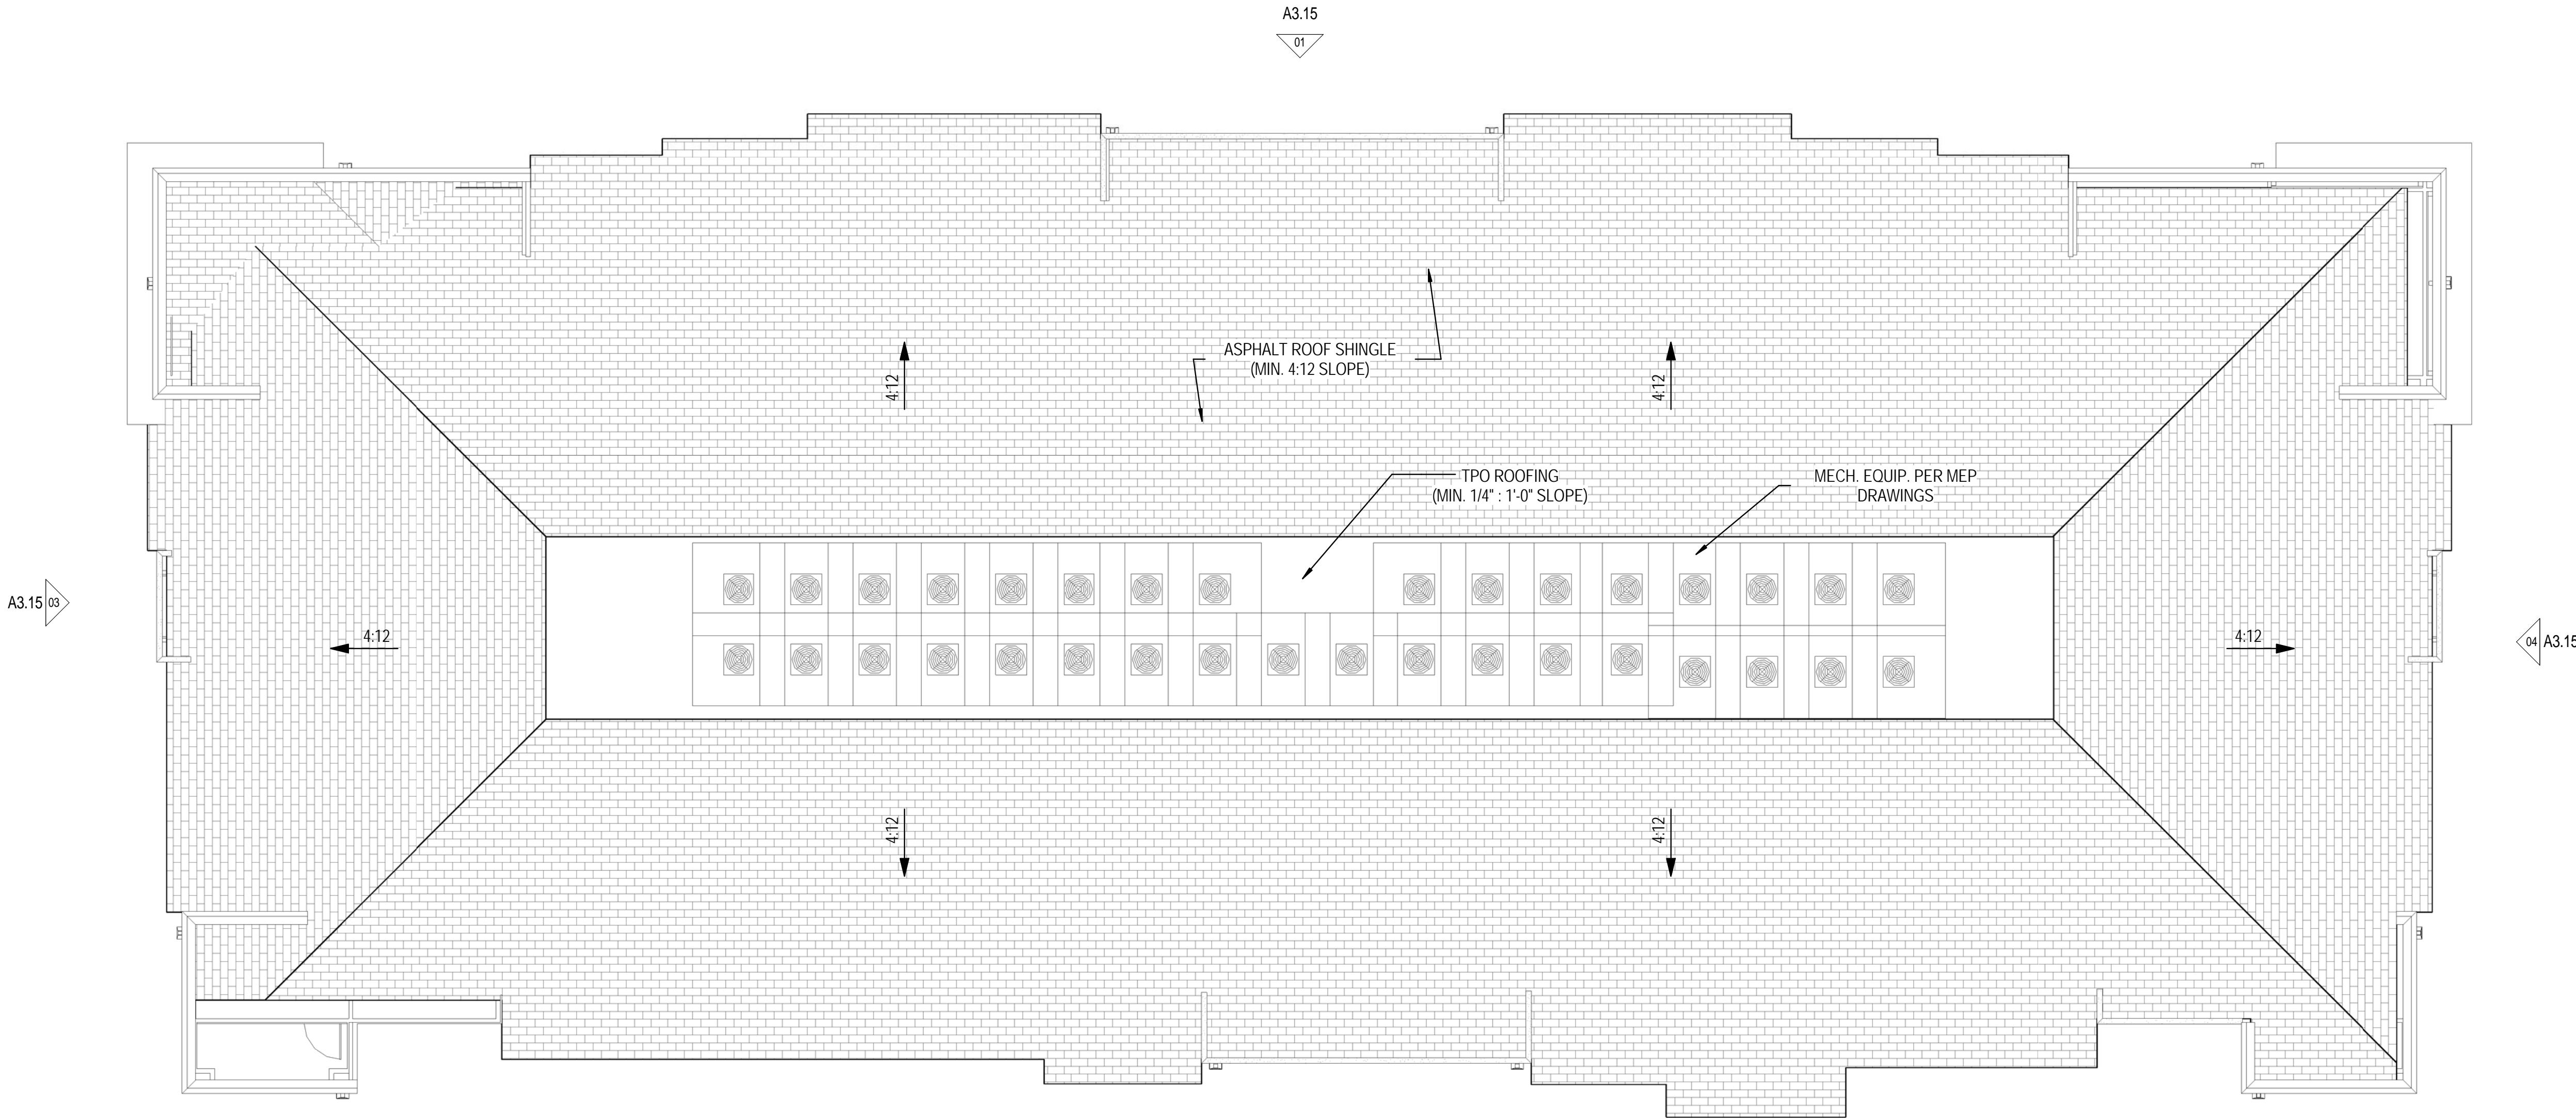 A3.15
01
ASPHALT ROOF SHINGLE
(MIN. 4:12 SLOPE)
4:12
4:12
TPO ROOFING
(MIN. 1/4" : 1'-0" SLOPE)
MECH. EQUIP. PER MEP
DRAWINGS
A3.15 03
4:12
4:12
04 A3.15
4:12
4:12